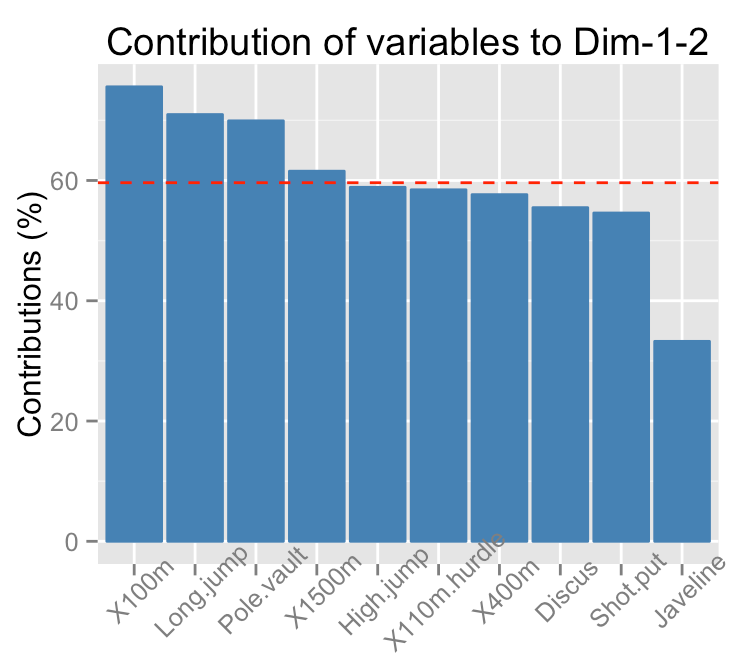 Contribution of variables to Dim-1-2
Contributions (%)
60
40
20
0
X100m
Long.jump
Pole.vault
X1500m
High.jump
X110m.hurdle
X400m
Discus
Shot.put
Javeline